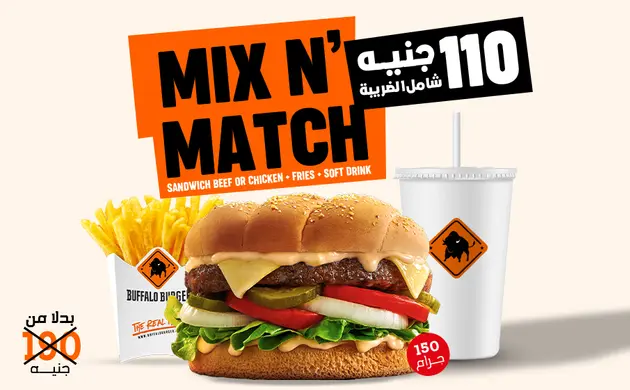 MIX N'
MATCH
SANDWICH BEEF OR CHICKEN + FRIES + SOFT DRINK
110 جنيه
شامل الضريبة
BUFFALO BURGER
THE REAL
بدلا من
190
جنيه
150
جرام